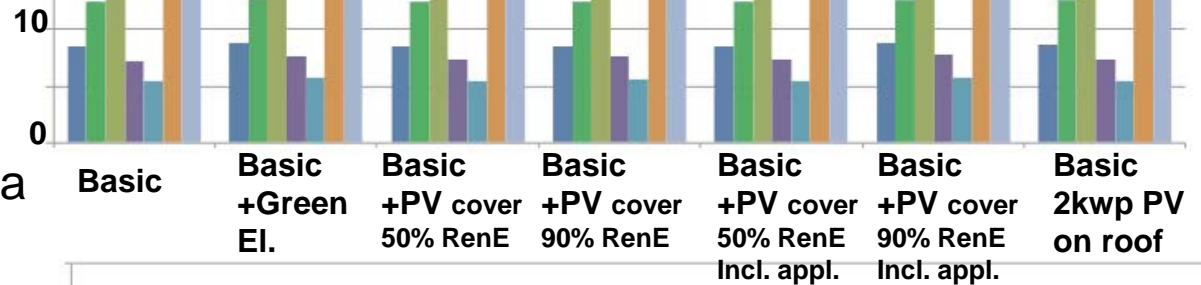 10
0
a
Basic
Basic
+Green
El.
Basic
+PV cover
50% RenE
Basic
+PV cover
90% RenE
Basic
+PV cover
50% RenE
Incl. appl.
Basic
+PV cover
90% RenE
Incl. appl.
Basic
2kwp PV
on roof